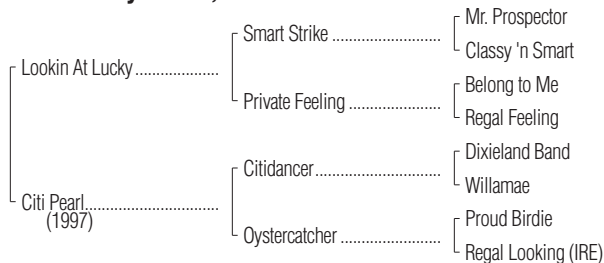 Mr. Prospector
Smart Strike
Classy 'n Smart
Lookin At Lucky
Belong to Me
Private Feeling
Regal Feeling
Dixieland Band
Citidancer
Willamae
Citi Pearl
(1997)
Proud Birdie
Oystercatcher
Regal Looking (IRE)